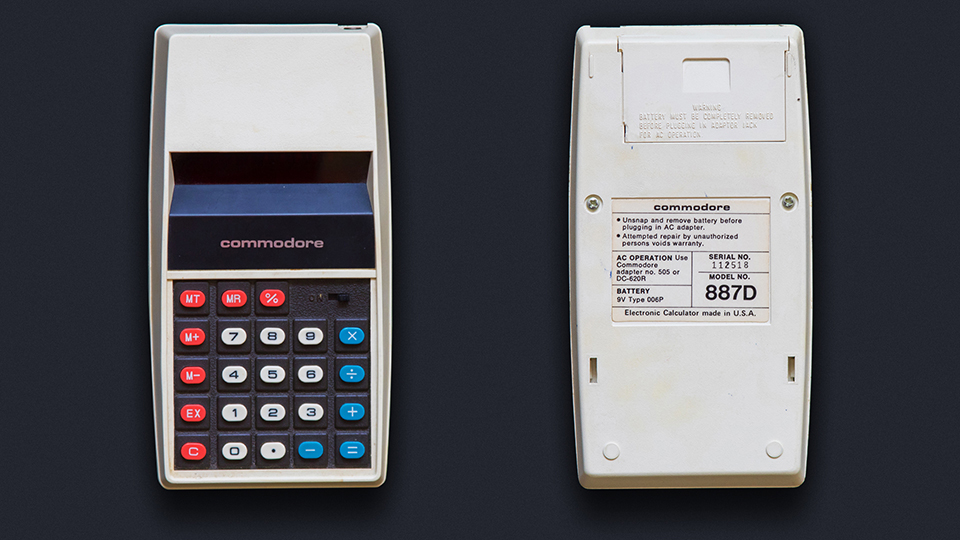 commodore
MT MR %
M+ 7 8 9 ×
M- 4 5 6 ÷
EX 1 2 3 +
C 0 . − =
WARNING
BATTERY MUST BE COMPLETELY REMOVED
BEFORE PLUGGING IN ADAPTOR JACK
FOR AC OPERATION
commodore
• Unsnap and remove battery before
plugging in AC adapter.
• Attempted repair by unauthorized
persons voids warranty.
AC OPERATION Use
Commodore
adapter no. 505 or
DC-620R
BATTERY
9V Type 006P
SERIAL NO.
112518
MODEL NO.
887D
Electronic Calculator made in U.S.A.